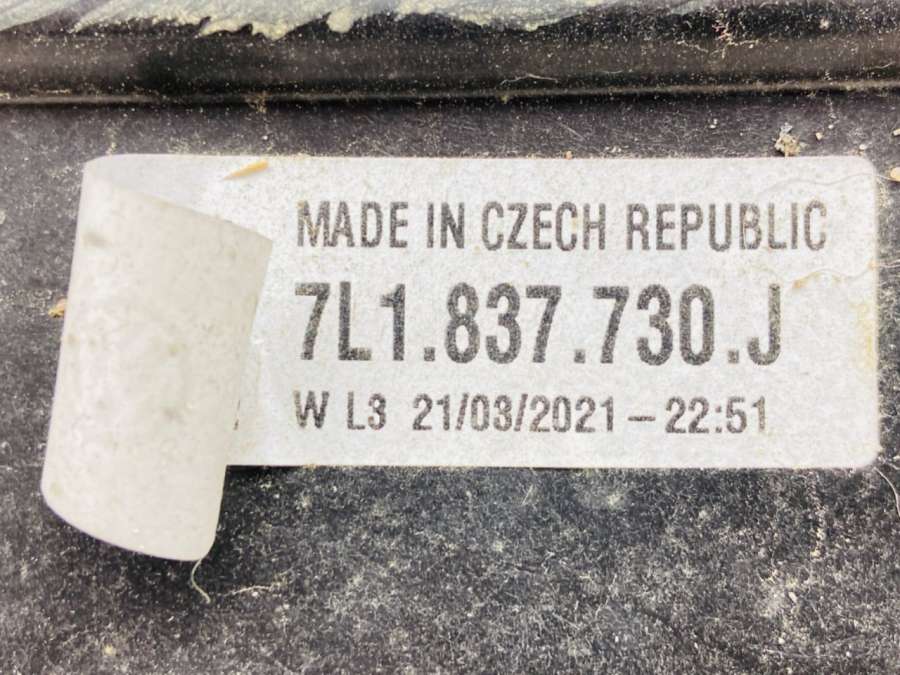 MADE IN CZECH REPUBLIC
7L1.837.730.J
W L3 21/03/2021 – 22:51